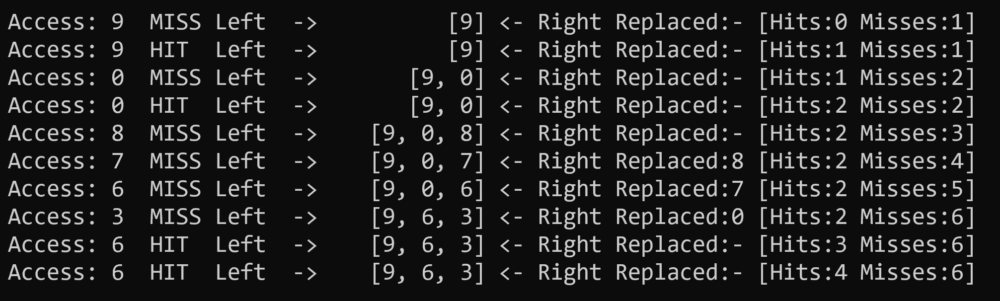 Access: 9  MISS Left  ->          [9] <- Right Replaced:- [Hits:0 Misses:1]
Access: 9  HIT  Left  ->          [9] <- Right Replaced:- [Hits:1 Misses:1]
Access: 0  MISS Left  ->       [9, 0] <- Right Replaced:- [Hits:1 Misses:2]
Access: 0  HIT  Left  ->       [9, 0] <- Right Replaced:- [Hits:2 Misses:2]
Access: 8  MISS Left  ->    [9, 0, 8] <- Right Replaced:- [Hits:2 Misses:3]
Access: 7  MISS Left  ->    [9, 0, 7] <- Right Replaced:8 [Hits:2 Misses:4]
Access: 6  MISS Left  ->    [9, 0, 6] <- Right Replaced:7 [Hits:2 Misses:5]
Access: 3  MISS Left  ->    [9, 6, 3] <- Right Replaced:0 [Hits:2 Misses:6]
Access: 6  HIT  Left  ->    [9, 6, 3] <- Right Replaced:- [Hits:3 Misses:6]
Access: 6  HIT  Left  ->    [9, 6, 3] <- Right Replaced:- [Hits:4 Misses:6]